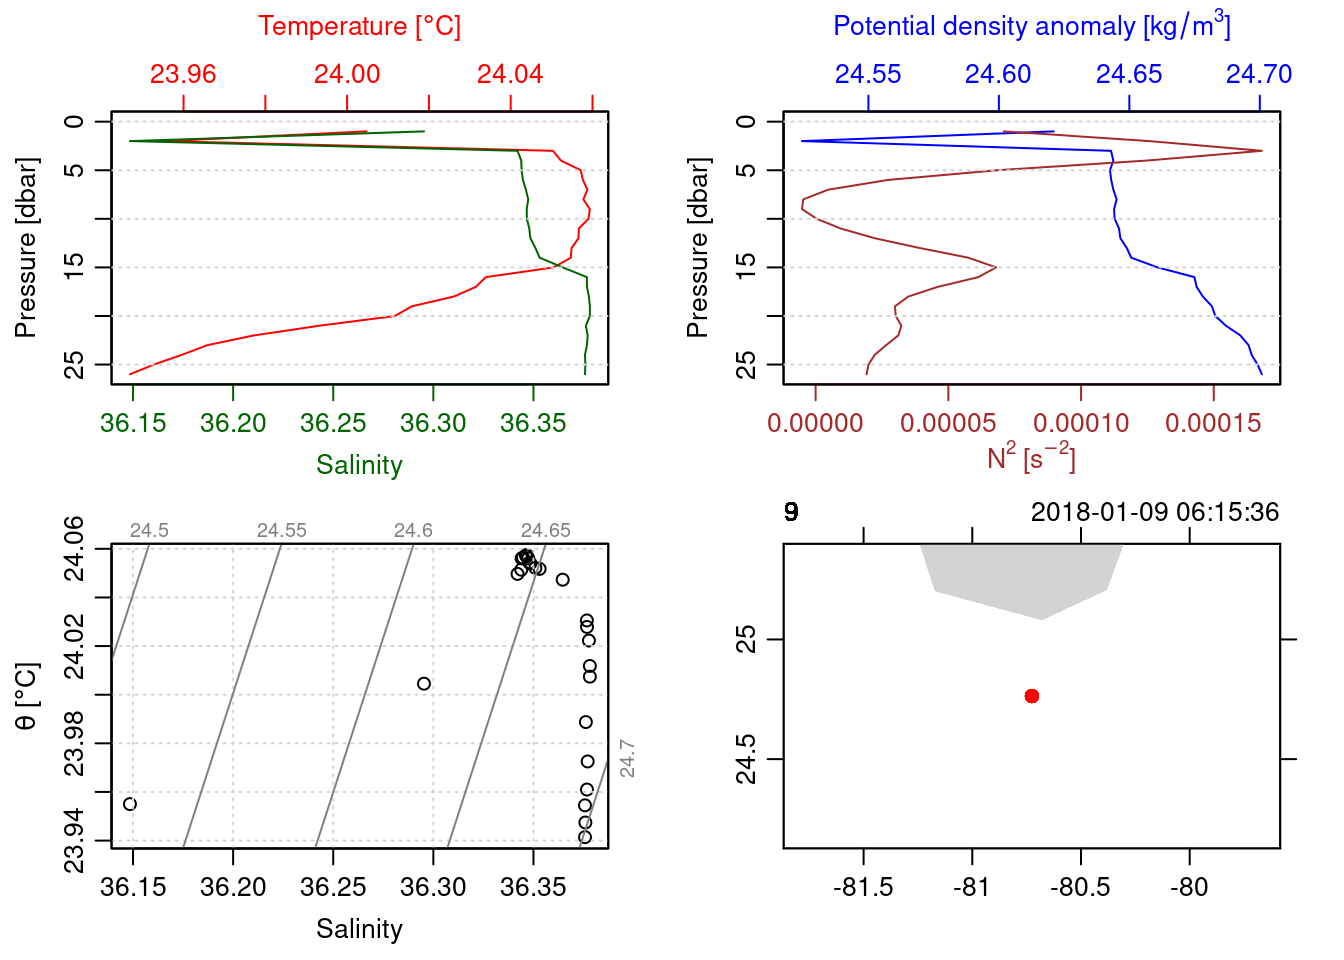 Temperature [°C]
23.96 24.00 24.04
Pressure [dbar]
0 5 15 25
36.15 36.20 36.25 36.30 36.35
Salinity
Potential density anomaly [kg/m³]
24.55 24.60 24.65 24.70
Pressure [dbar]
0 5 15 25
0.00000 0.00005 0.00010 0.00015
N² [s⁻²]
24.5 24.55 24.6 24.65
24.7
θ [°C]
24.06 24.02 23.98 23.94
36.15 36.20 36.25 36.30 36.35
Salinity
2018-01-09 06:15:36
25 24.5
-81.5 -81 -80.5 -80